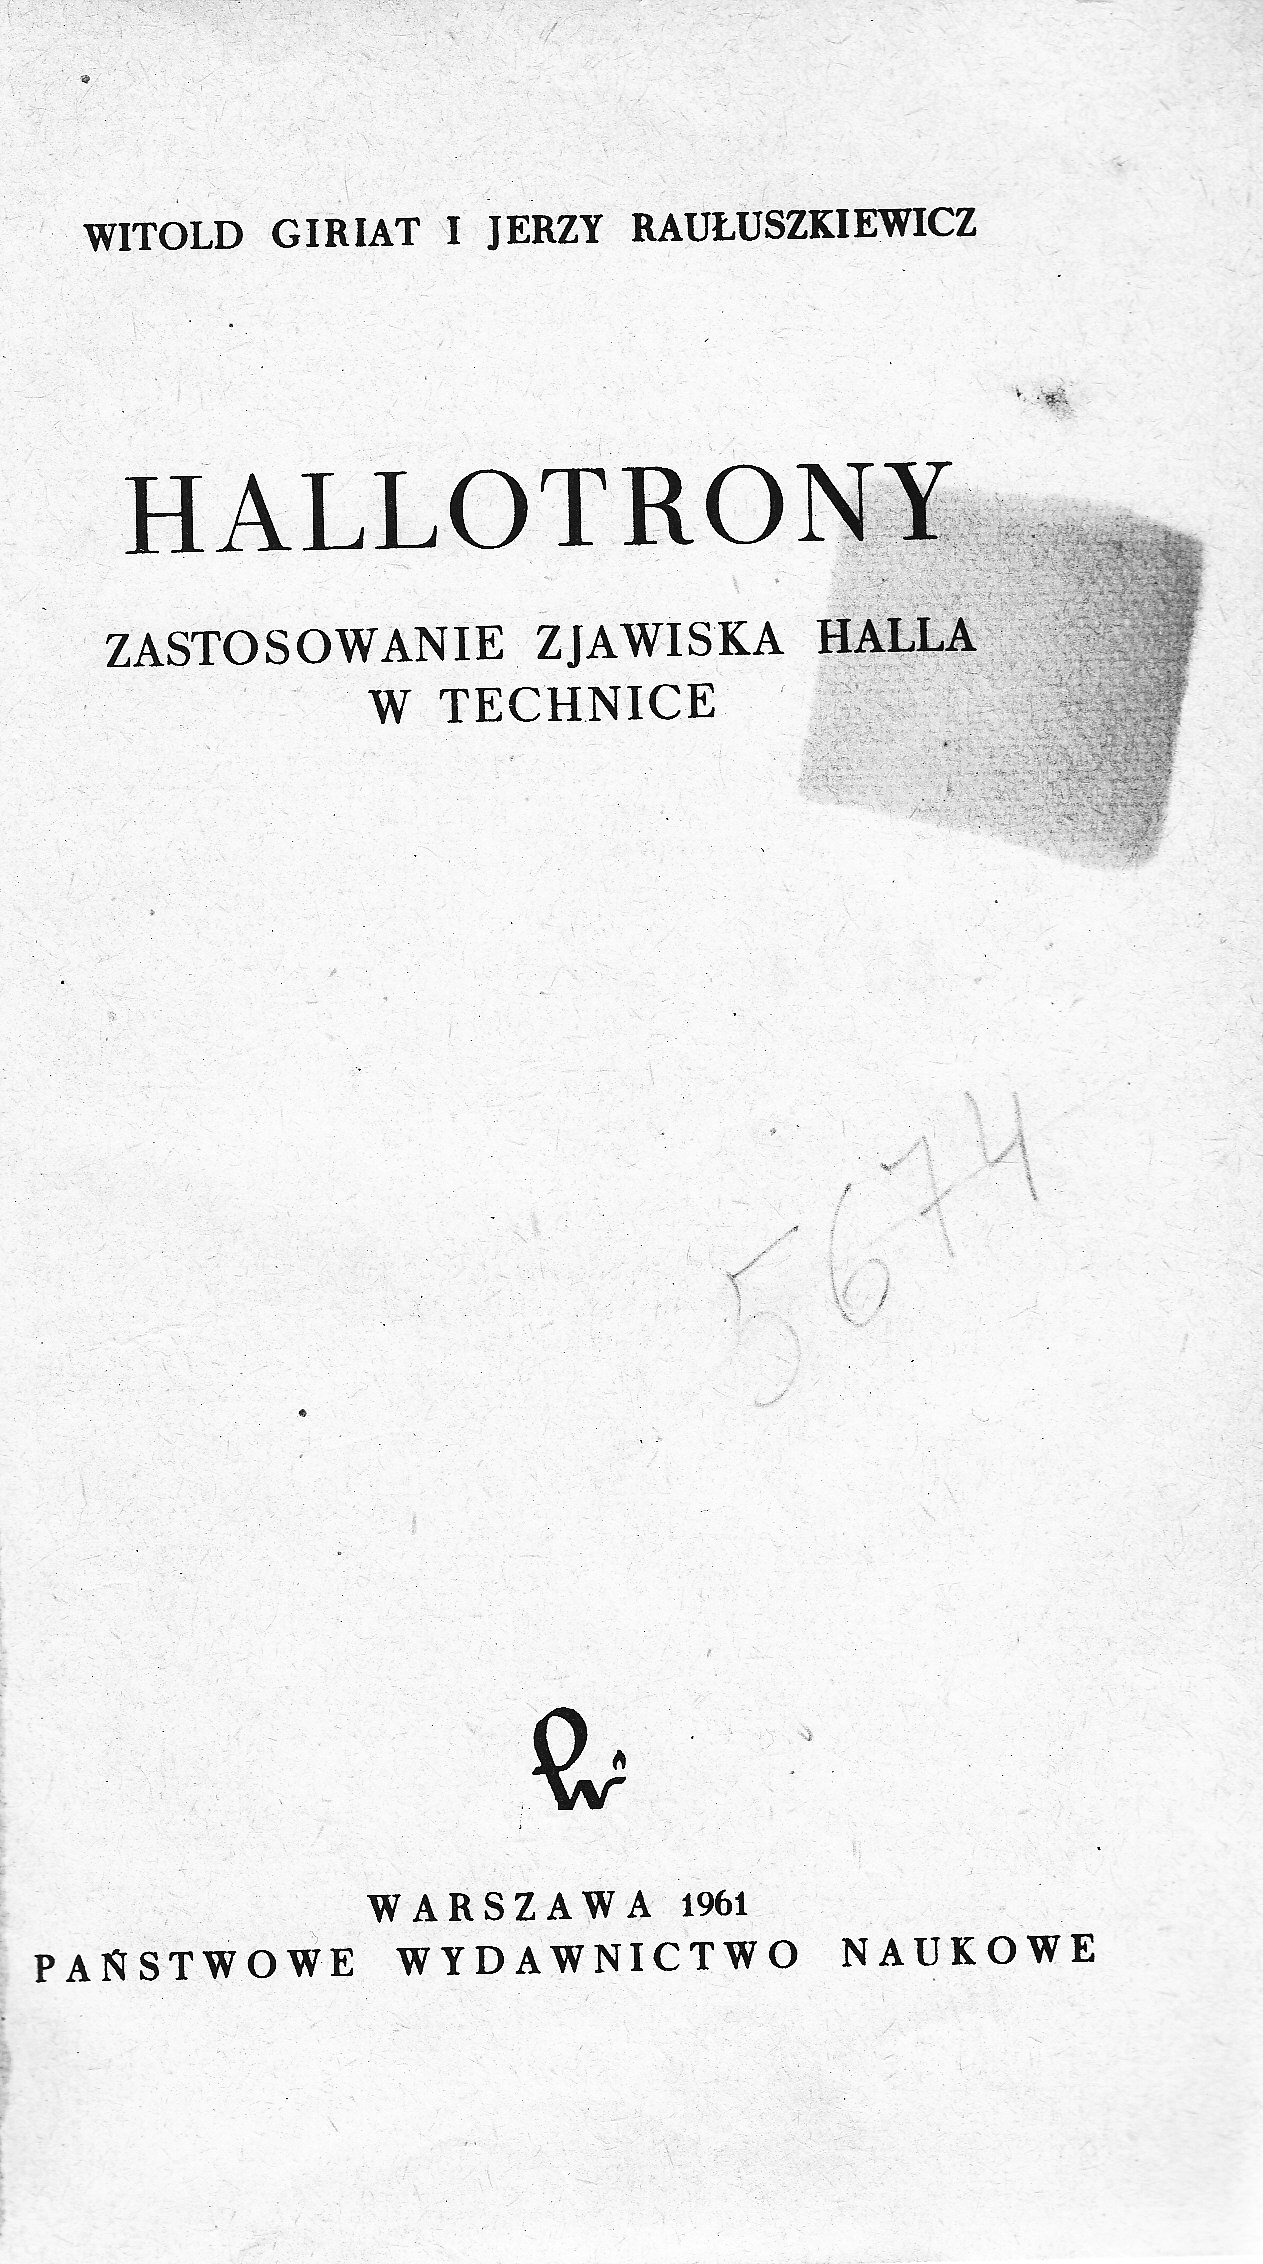 WITOLD GIRIAT I JERZY RAUŁUSZKIEWICZ
HALLOTRONY
ZASTOSOWANIE ZJAWISKA HALLA
W TECHNICE
5674
WARSZAWA 1961
PAŃSTWOWE WYDAWNICTWO NAUKOWE